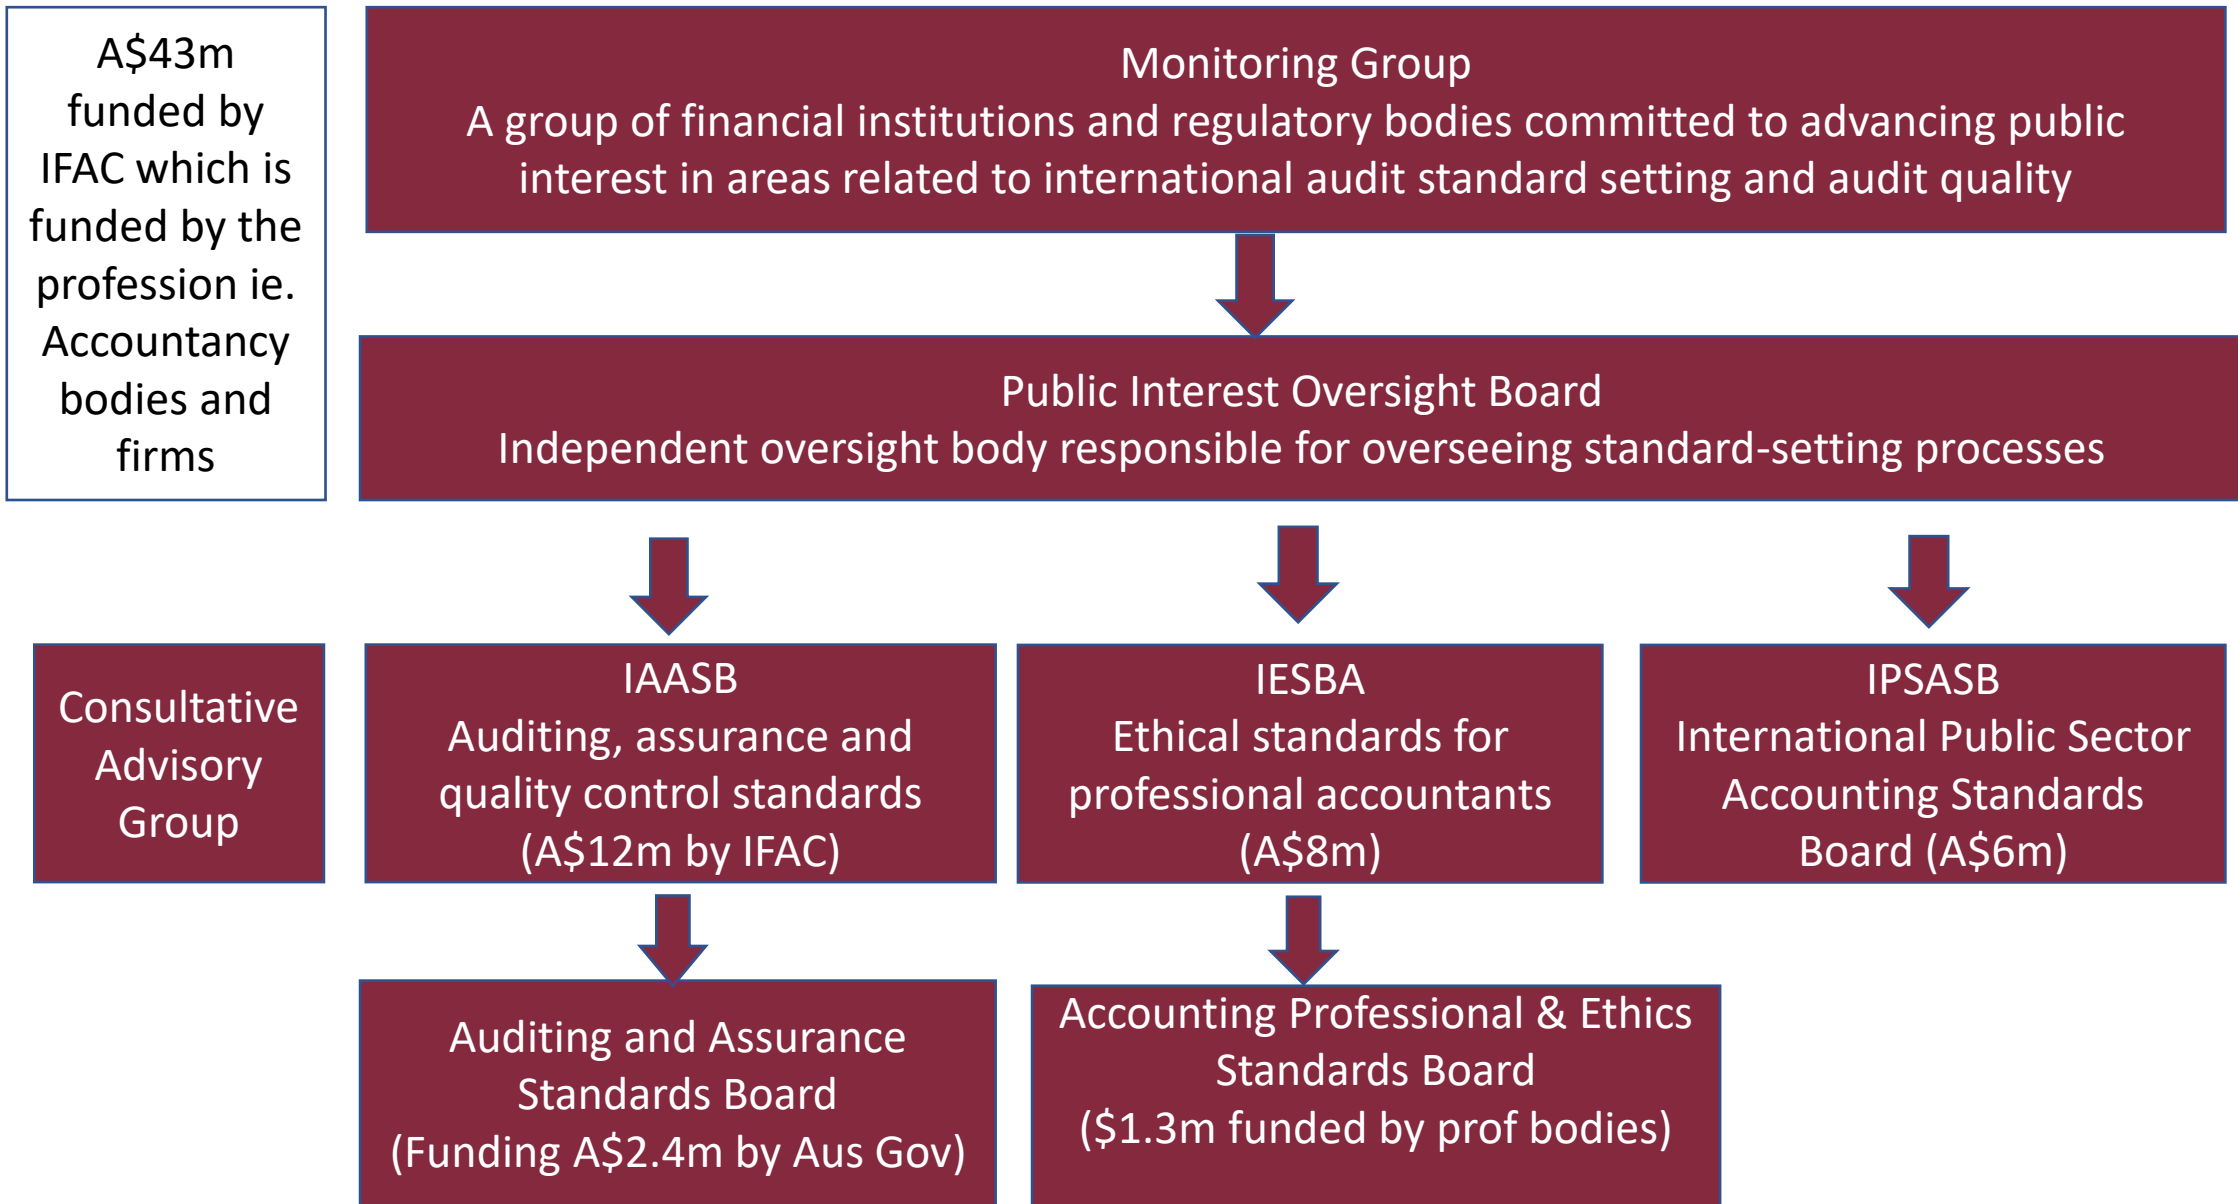 A$43m
funded by
IFAC which is
funded by the
profession ie.
Accountancy
bodies and
firms
Monitoring Group
A group of financial institutions and regulatory bodies committed to advancing public
interest in areas related to international audit standard setting and audit quality
Public Interest Oversight Board
Independent oversight body responsible for overseeing standard-setting processes
Consultative
Advisory
Group
IAASB
Auditing, assurance and
quality control standards
(A$12m by IFAC)
IESBA
Ethical standards for
professional accountants
(A$8m)
IPSASB
International Public Sector
Accounting Standards
Board (A$6m)
Auditing and Assurance
Standards Board
(Funding A$2.4m by Aus Gov)
Accounting Professional & Ethics
Standards Board
($1.3m funded by prof bodies)